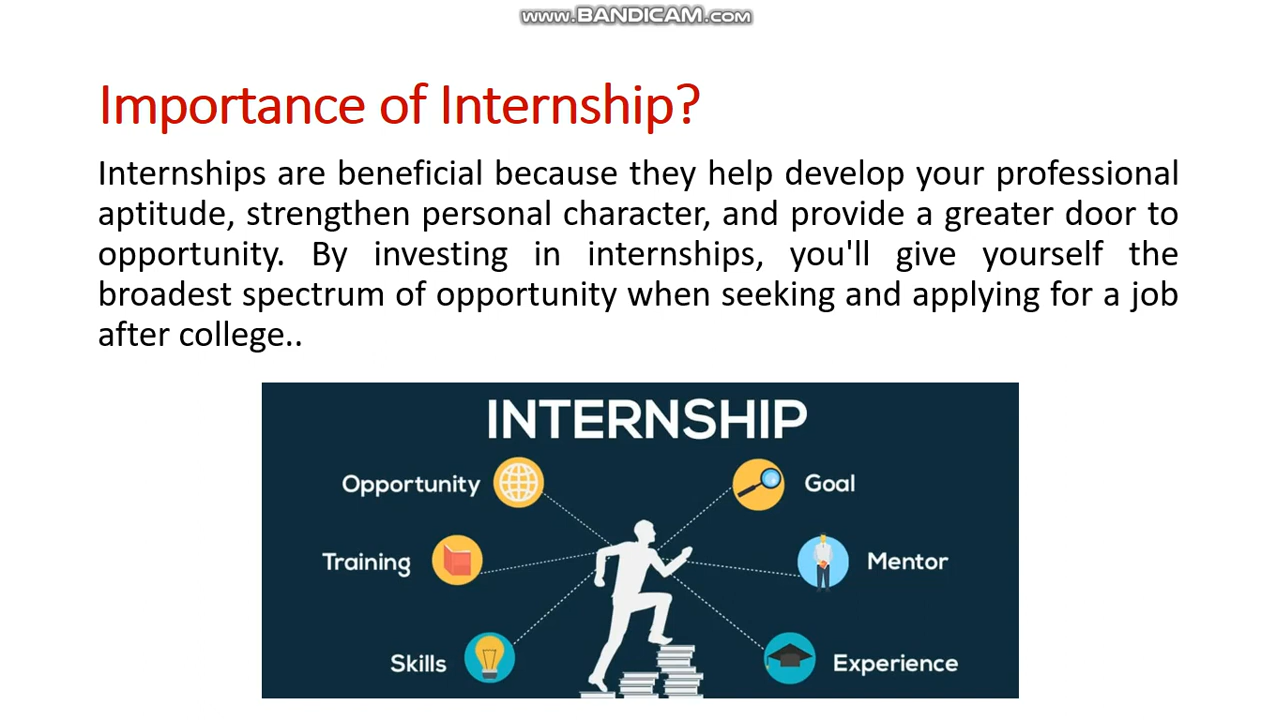 www.BANDICAM.com
Importance of Internship?
Internships are beneficial because they help develop your professional
aptitude, strengthen personal character, and provide a greater door to
opportunity. By investing in internships, you'll give yourself the
broadest spectrum of opportunity when seeking and applying for a job
after college..
INTERNSHIP
Opportunity
Goal
Training
Mentor
Skills
Experience